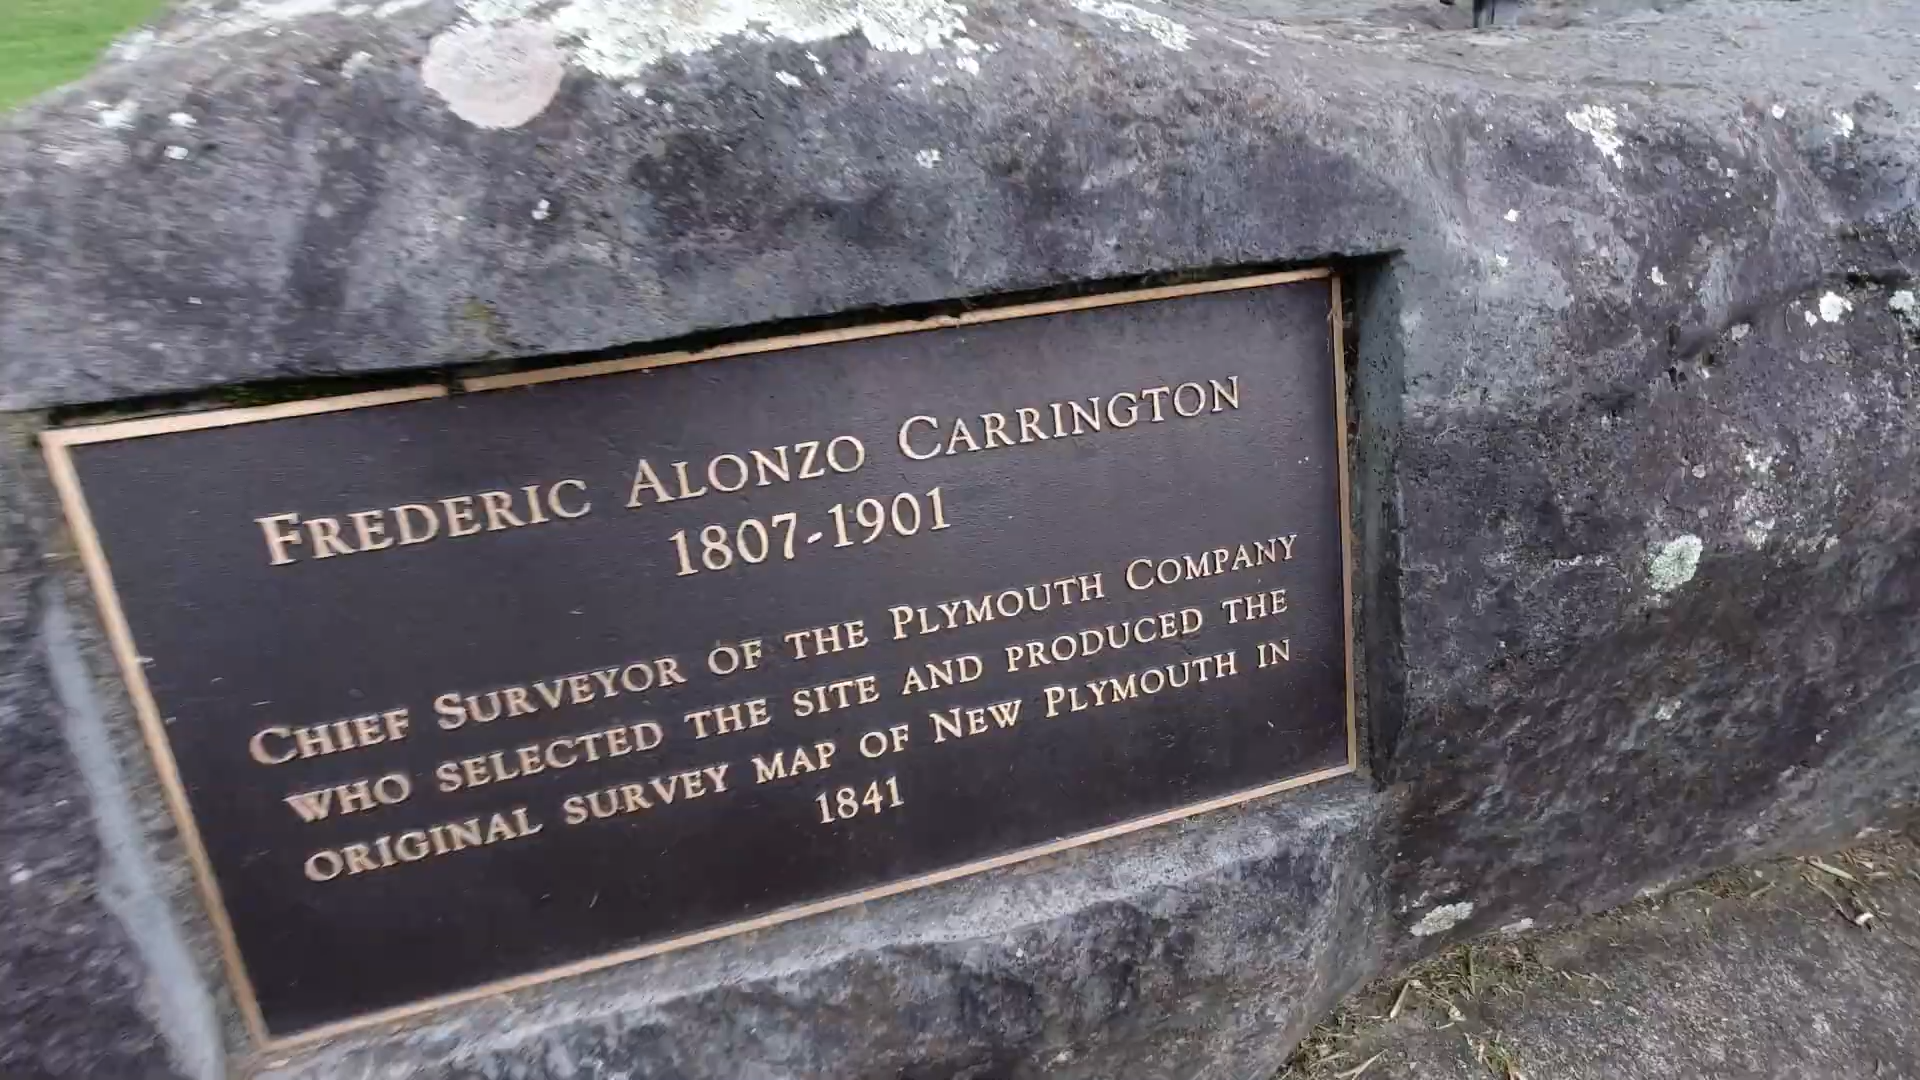 FREDERIC ALONZO CARRINGTON
1807-1901
CHIEF SURVEYOR OF THE PLYMOUTH COMPANY
WHO SELECTED THE SITE AND PRODUCED THE
ORIGINAL SURVEY MAP OF NEW PLYMOUTH IN
1841